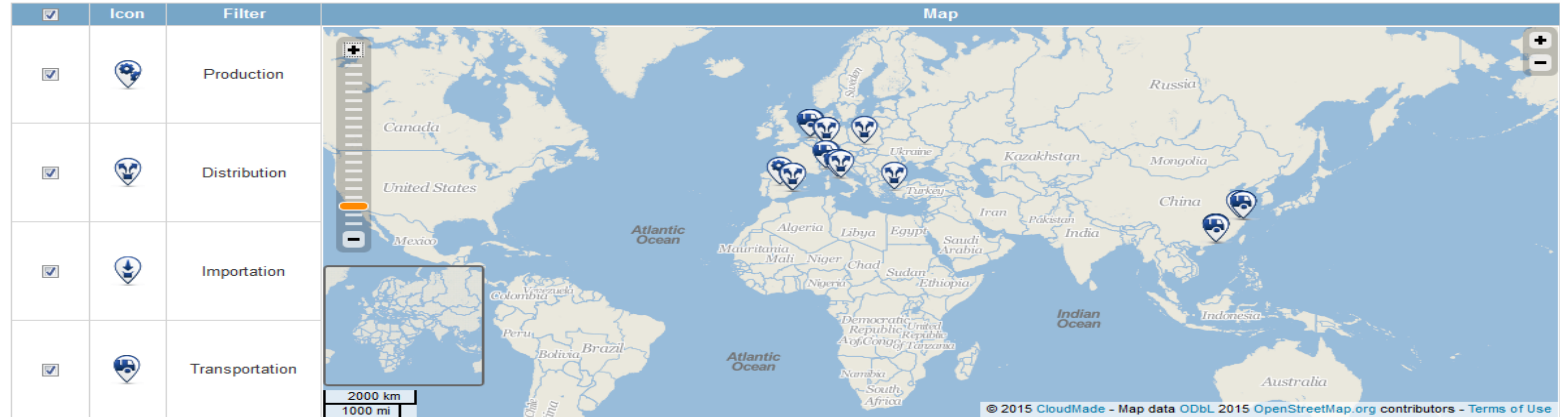 Icon Filter Map
Production
Distribution
Importation
Transportation
Sweden
Russia
Canada
Ukraine
Kazakhstan
Mongolia
United States
Turkey
China
Atlantic
Ocean
Iran
Pakistan
Mexico
Algeria
Libya
Egypt
Saudi
Arabia
India
Mauritania
Mali
Niger
Chad
Sudan
Nigeria
Ethiopia
Venezuela
Colombia
Democratic
Republic
of Congo
United
Republic
of Tanzania
Indian
Ocean
Indonesia
Peru
Brazil
Bolivia
Atlantic
Ocean
Namibia
South
Africa
Australia
2000 km
1000 mi
© 2015 CloudMade - Map data ODbL 2015 OpenStreetMap.org contributors - Terms of Use